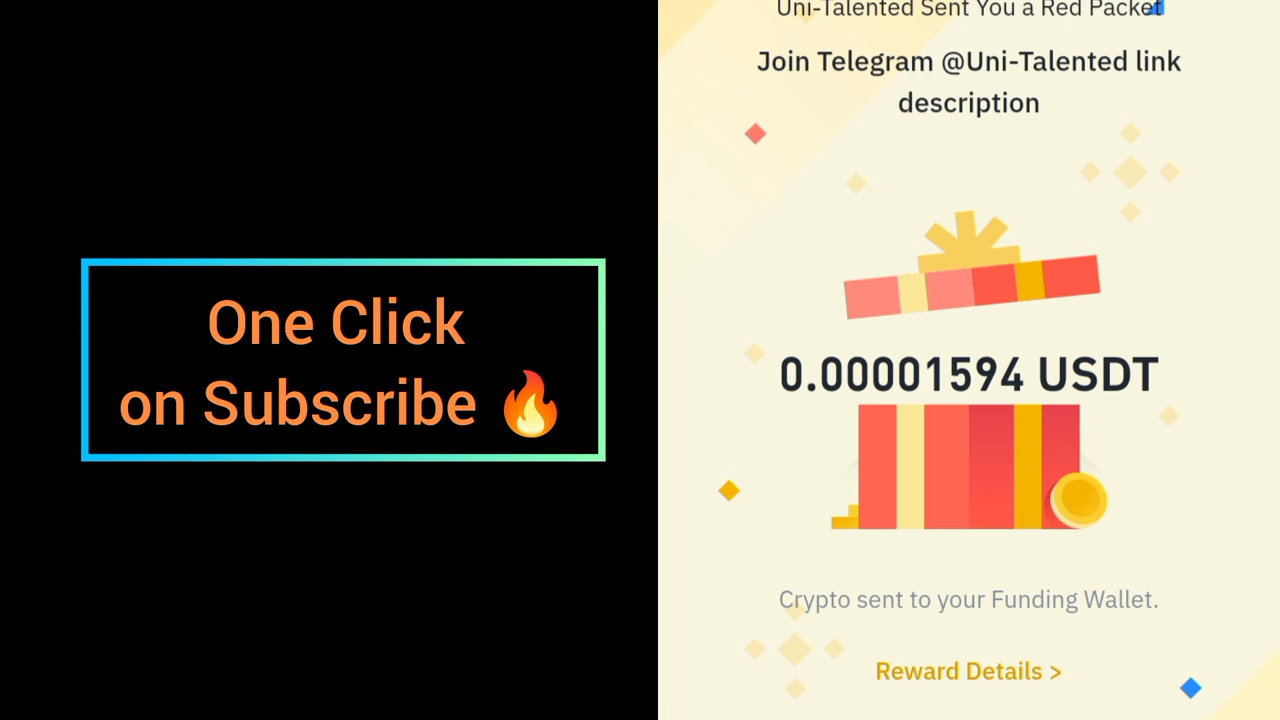 One Click
on Subscribe 🔥
Uni-Talented Sent You a Red Packet
Join Telegram @Uni-Talented link
description
0.00001594 USDT
Crypto sent to your Funding Wallet.
Reward Details >